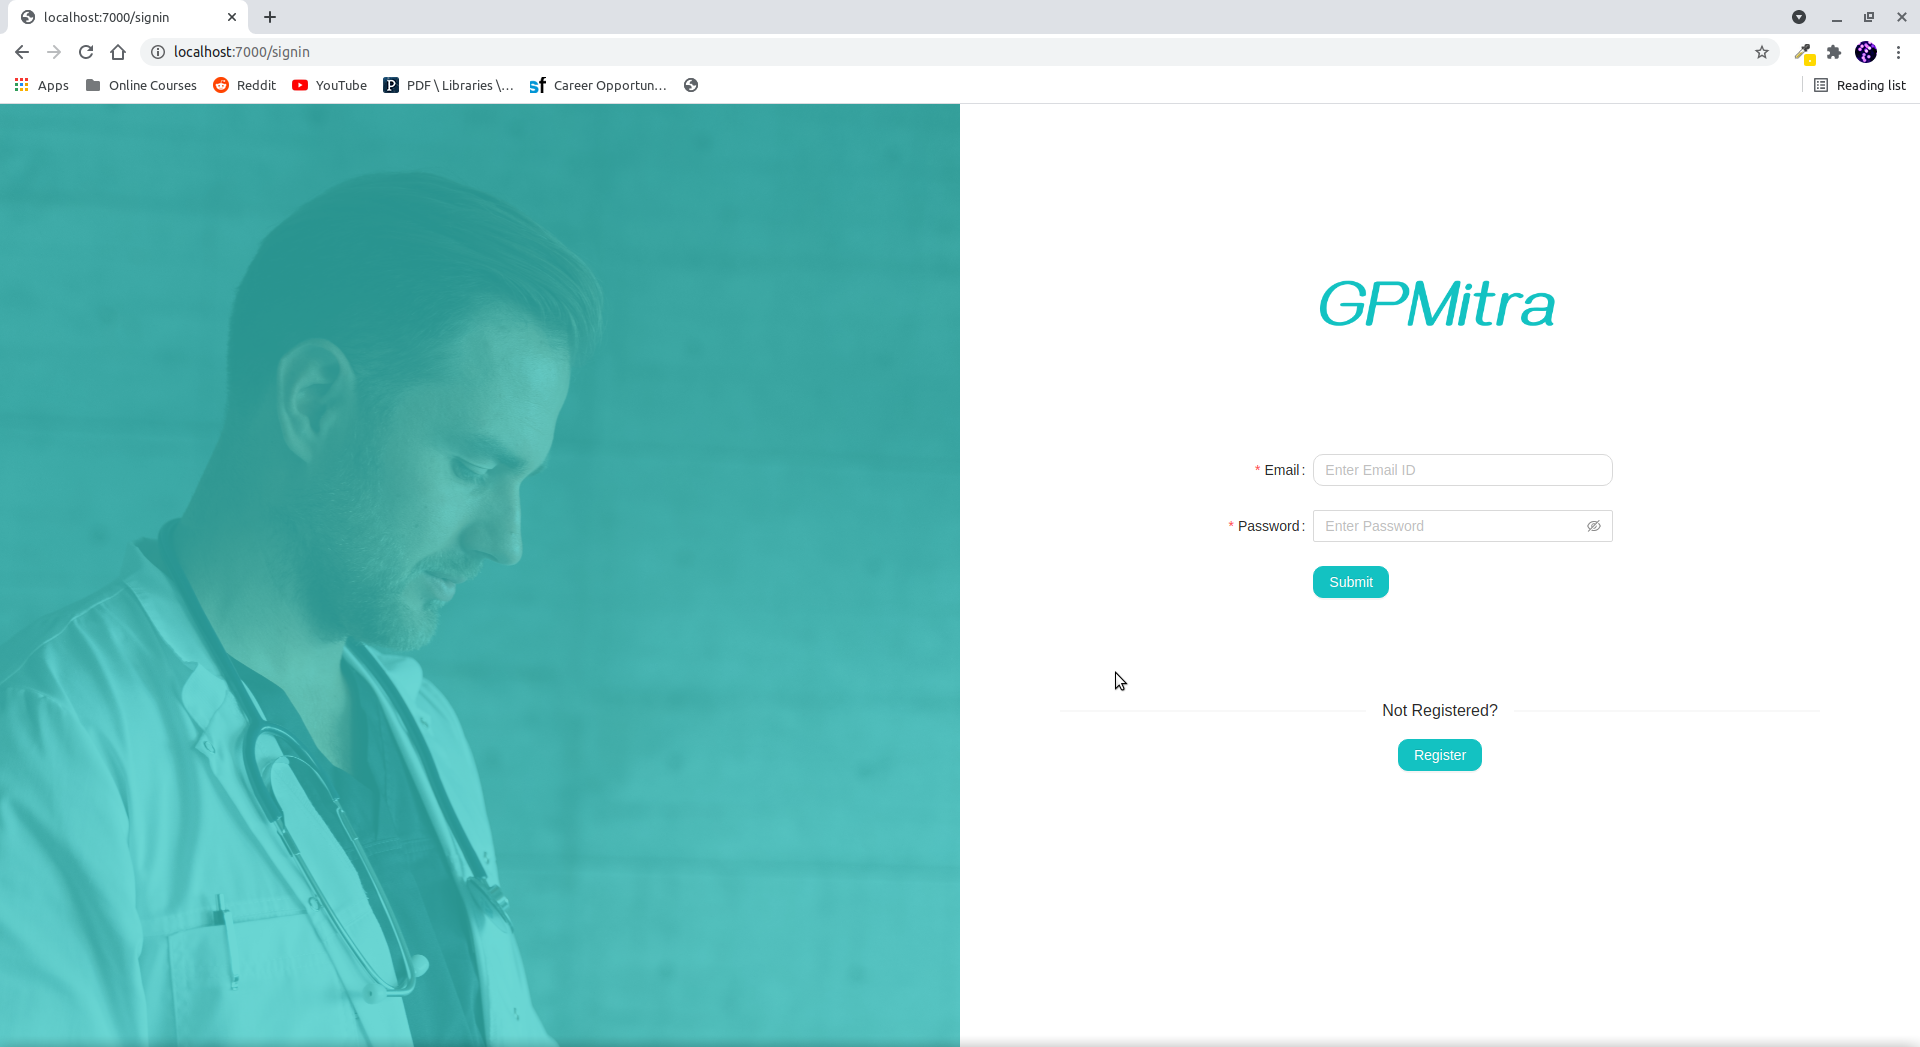 localhost:7000/signin
localhost:7000/signin
Apps Online Courses Reddit YouTube PDF \ Libraries \... Career Opportun... Reading list
GPMitra
* Email : Enter Email ID
* Password : Enter Password
Submit
Not Registered?
Register